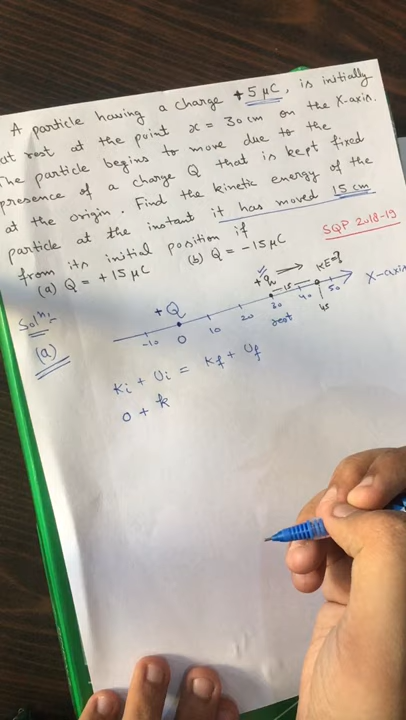 A particle having a charge +5 μC, is initially
at rest at the point x = 30 cm on the X-axis.
The particle begins to move due to the
presence of a charge Q that is kept fixed
at the origin. Find the kinetic energy of the
particle at the instant it has moved 15 cm
from its initial position if
(a) Q = +15 μC (b) Q = -15 μC
SQP 2018-19
Solⁿ,
(a)
+Q +q KE=?
15
X-axis
-10 0 10 20 30 40 50
rest 45
Ki + Ui = Kf + Uf
0 + k